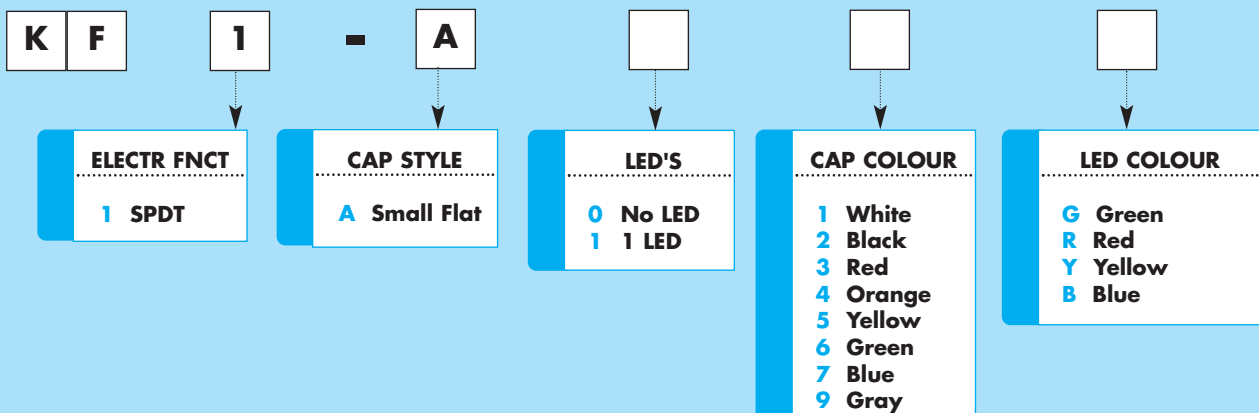 K F 1 - A
ELECTR FNCT
1 SPDT
CAP STYLE
A Small Flat
LED'S
0 No LED
1 1 LED
CAP COLOUR
1 White
2 Black
3 Red
4 Orange
5 Yellow
6 Green
7 Blue
9 Gray
LED COLOUR
G Green
R Red
Y Yellow
B Blue